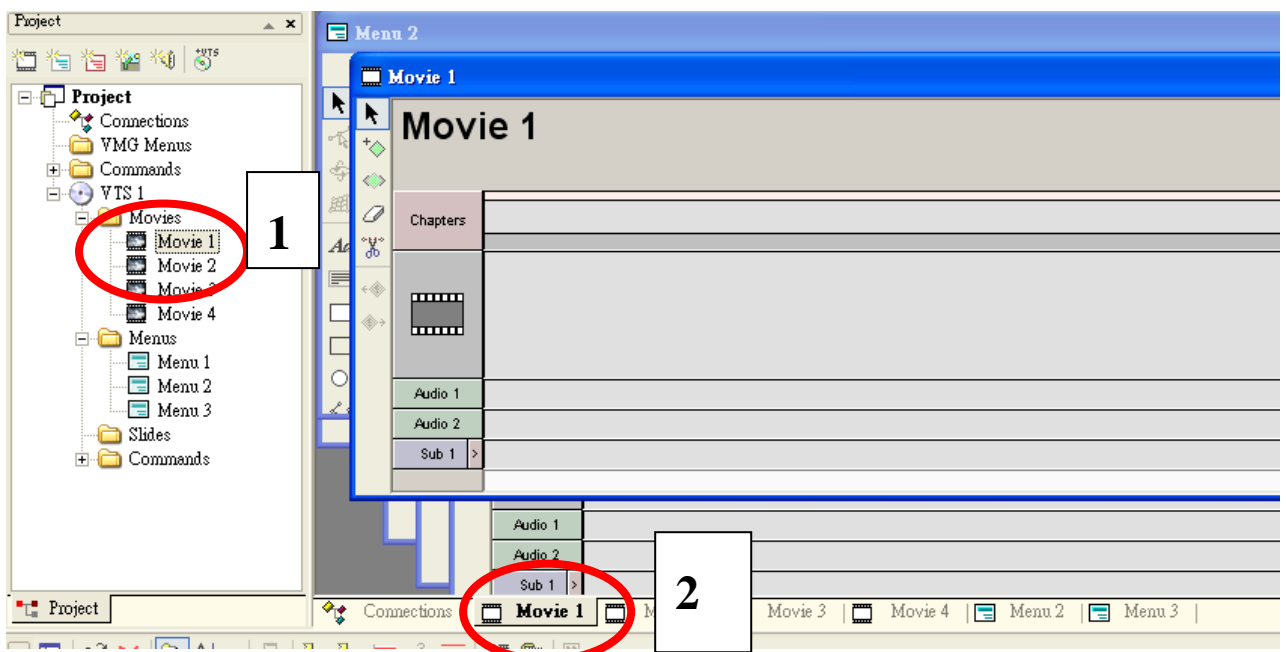 Project
+VTS
Project
Connections
VMG Menus
Commands
VTS 1
Movies
Movie 1
Movie 2
Movie 3
Movie 4
Menus
Menu 1
Menu 2
Menu 3
Slides
Commands
Project
1
Menu 2
Movie 1
Movie 1
Chapters
Audio 1
Audio 2
Sub 1 >
Audio 1
Audio 2
Sub 1 >
2
Connections
Movie 1
Movie 3
Movie 4
Menu 2
Menu 3